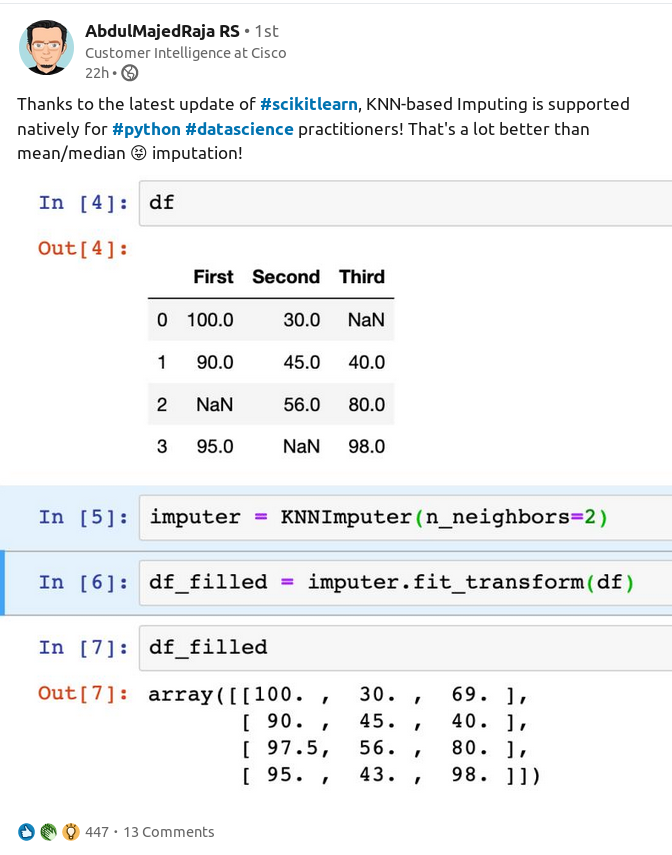 AbdulMajedRaja RS • 1st
Customer Intelligence at Cisco
22h •
Thanks to the latest update of #scikitlearn, KNN-based Imputing is supported
natively for #python #datascience practitioners! That's a lot better than
mean/median 😝 imputation!
In [4]: df
Out[4]:
First Second Third
0 100.0 30.0 NaN
1 90.0 45.0 40.0
2 NaN 56.0 80.0
3 95.0 NaN 98.0
In [5]: imputer = KNNImputer(n_neighbors=2)
In [6]: df_filled = imputer.fit_transform(df)
In [7]: df_filled
Out[7]: array([[100. , 30. , 69. ],
[ 90. , 45. , 40. ],
[ 97.5, 56. , 80. ],
[ 95. , 43. , 98. ]])
447 · 13 Comments